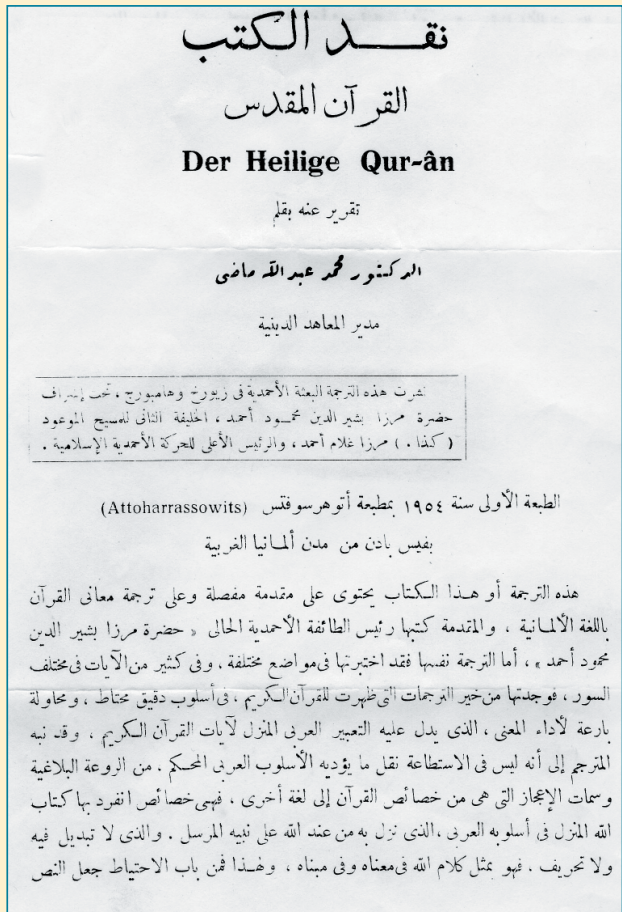 نقد الكتب
القرآن المقدس
Der Heilige Qur-ân
تقرير عنه بقلم
الدكتور محمد عبد الله ماضى
مدير المعاهد الدينية
نشرت هذه الترجمة البعثة الأحمدية فى زيورخ وهامبورج ، تحت إشراف
حضرة مرزا بشير الدين محمود أحمد ، الخليفة الثانى للمسيح الموعود
( كذا . ) مرزا غلام أحمد ، والرئيس الأعلى للحركة الأحمدية الإسلامية .
الطبعة الأولى سنة ١٩٥٤ بمطبعة أتوهرسوفتس (Attoharrassowits)
بفيس بادن من مدن ألمانيا الغربية
هذه الترجمة أو هذا الكتاب يحتوى على مقدمة مفصلة وعلى ترجمة معانى القرآن
باللغة الألمانية ، والمقدمة كتبها رئيس الطائفة الأحمدية الحالى « حضرة مرزا بشير الدين
محمود أحمد » ، أما الترجمة نفسها فقد اختبرتها فى مواضع مختلفة ، وفى كثير من الآيات فى مختلف
السور ، فوجدتها من خير الترجمات التى ظهرت للقرآن الكريم ، فى أسلوب دقيق محتاط ، ومحاولة
بارعة لأداء المعنى ، الذى يدل عليه التعبير العربى المنزل لآيات القرآن الكريم ، وقد نبه
المترجم إلى أنه ليس فى الاستطاعة نقل ما يؤديه الأسلوب العربى المحكم . من الروعة البلاغية
وسمات الإعجاز التى هى من خصائص القرآن إلى لغة أخرى ، فهى خصائص انفرد بها كتاب
الله المنزل فى أسلوبه العربى ، الذى نزل به من عند الله على نبيه المرسل . والذى لا تبديل فيه
ولا تحريف . فهو يمثل كلام الله فى معناه وفى مبناه ، ولهذا فمن باب الاحتياط جعل النص